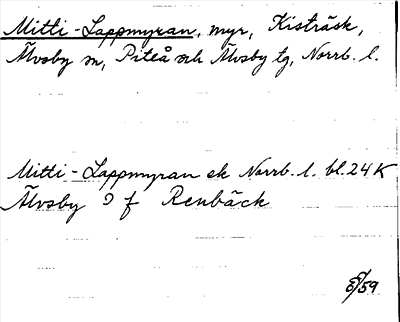 Mitti-Lappmyran, myr, Kisträsk,
Älvsby sn, Piteå och Älvsby tg, Norrb. l.
Mitti-Lappmyran ek Norrb. l. bl. 24 K
Älvsby 9 f Renbäck
59